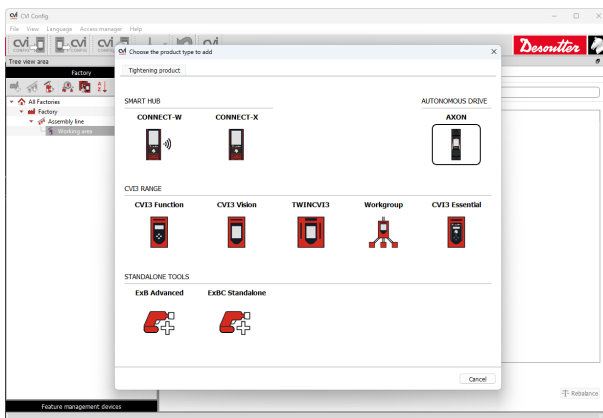 CVI Config
File View Language Access manager Help
Desoutter
Tree view area
Factory
All Factories
Factory
Assembly line
Working area
Feature management devices
Choose the product type to add
Tightening product
SMART HUB
AUTONOMOUS DRIVE
CONNECT-W CONNECT-X AXON
CVI3 RANGE
CVI3 Function CVI3 Vision TWINCVI3 Workgroup CVI3 Essential
STANDALONE TOOLS
ExB Advanced ExBC Standalone
Cancel
Rebalance